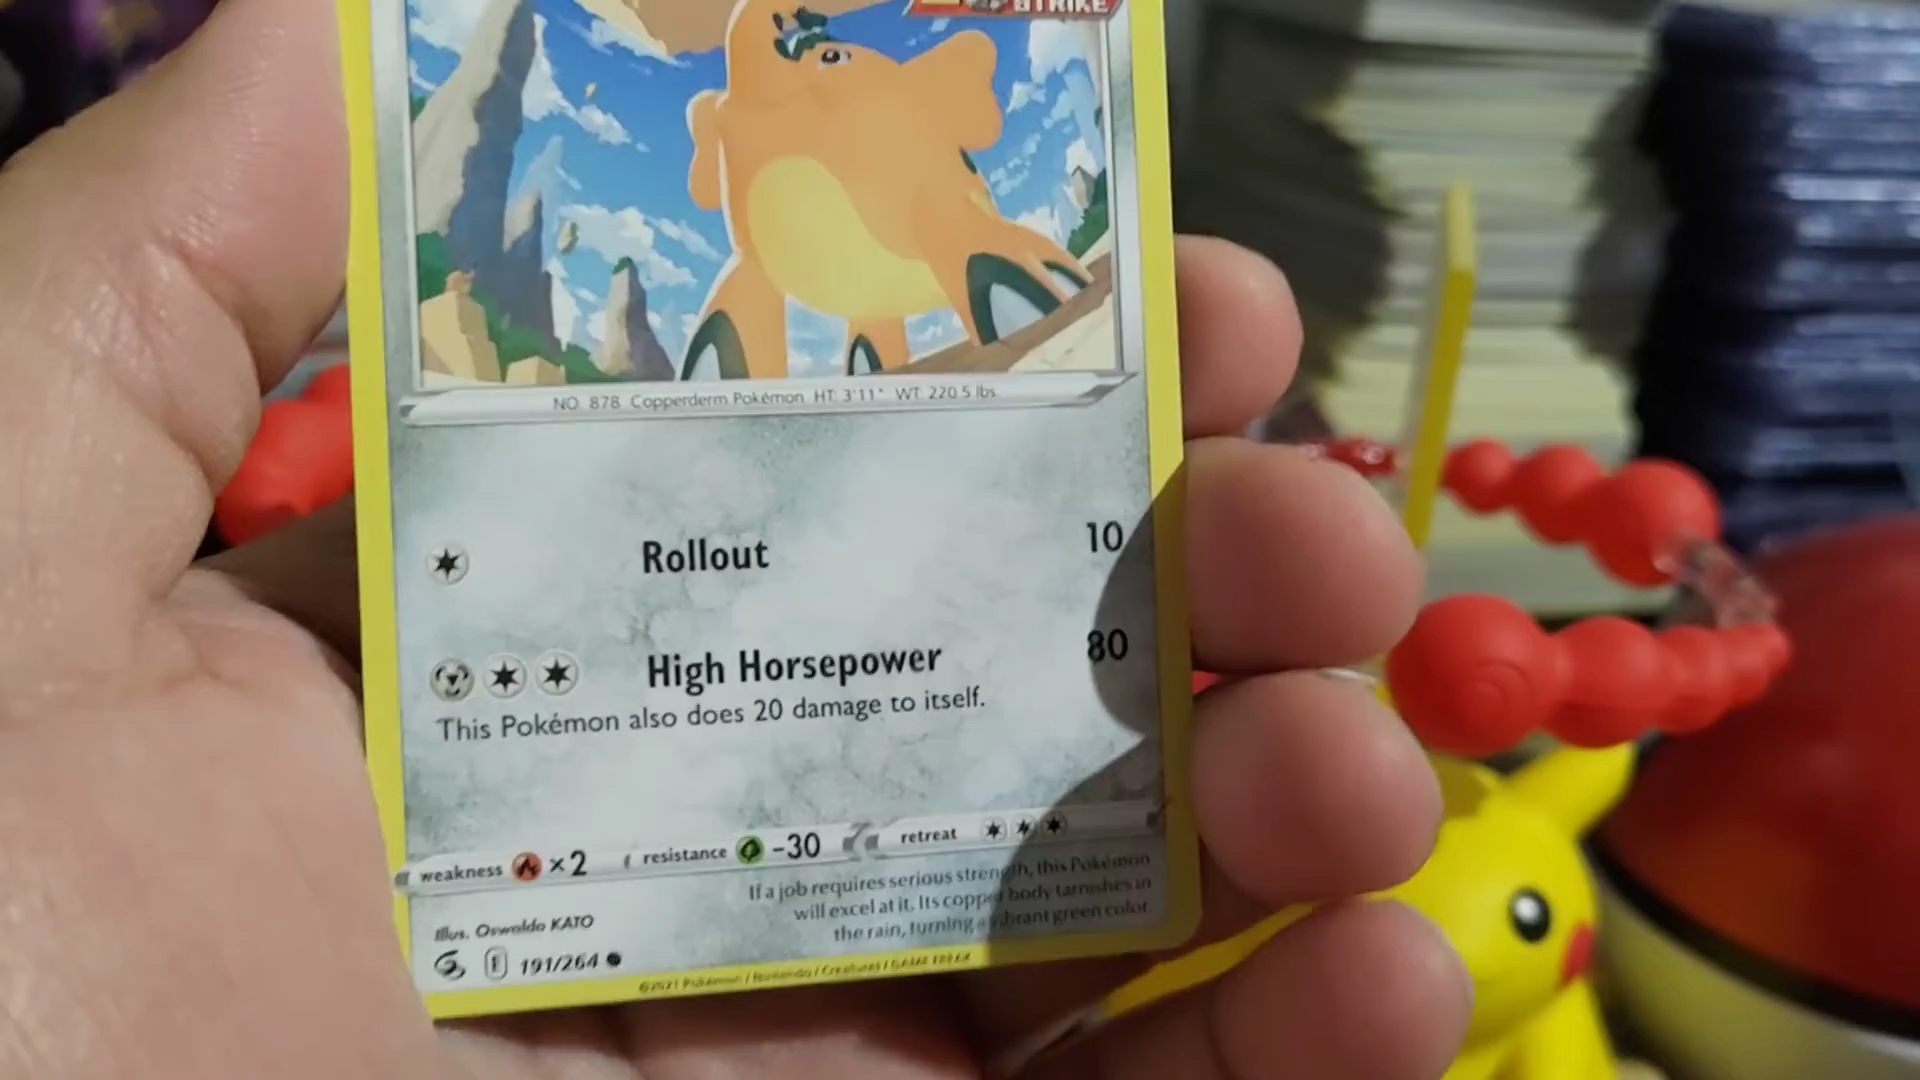 STRIKE
NO. 878 Copperderm Pokémon HT: 3'11" WT: 220.5 lbs.
Rollout 10
High Horsepower 80
This Pokémon also does 20 damage to itself.
weakness ×2 resistance -30 retreat
If a job requires serious strength, this Pokémon
will excel at it. Its copper body tarnishes in
the rain, turning a vibrant green color.
Illus. Oswaldo KATO
E 191/264
©2021 Pokémon / Nintendo / Creatures / GAME FREAK